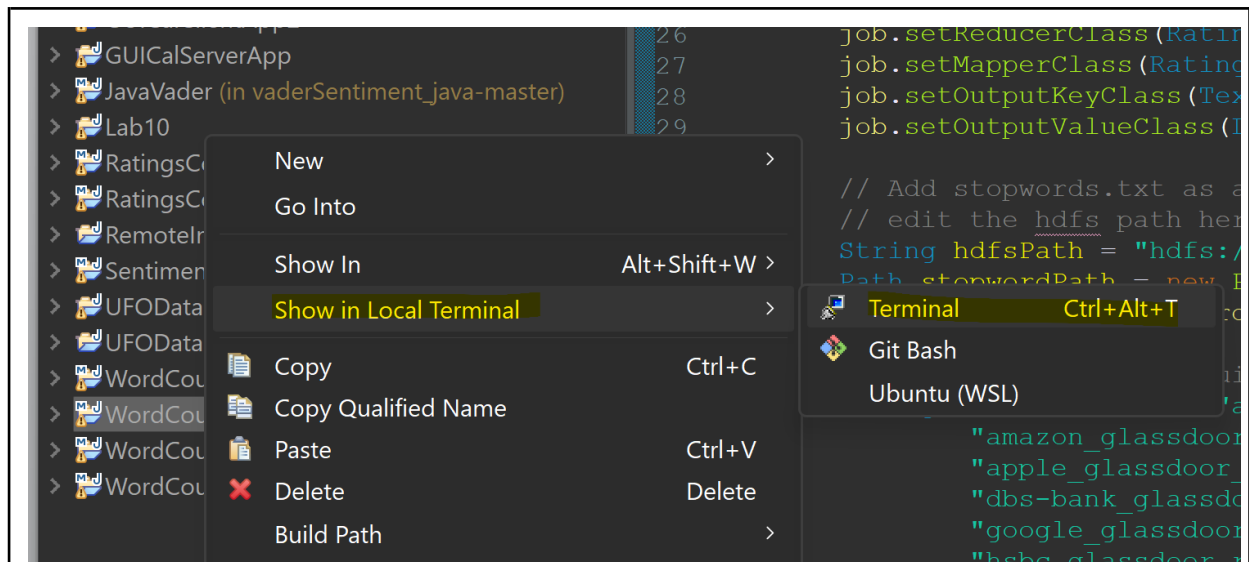 GUICalServerApp
JavaVader (in vaderSentiment_java-master)
Lab10
RatingsCo
RatingsCo
RemoteIn
Sentimen
UFOData
UFOData
WordCou
WordCou
WordCou
WordCou
New
Go Into
Show In Alt+Shift+W
Show in Local Terminal
Copy Ctrl+C
Copy Qualified Name
Paste Ctrl+V
Delete Delete
Build Path
Terminal Ctrl+Alt+T
Git Bash
Ubuntu (WSL)
26 job.setReducerClass(Ratin
27 job.setMapperClass(Rating
28 job.setOutputKeyClass(Tex
29 job.setOutputValueClass(I
// Add stopwords.txt as a
// edit the hdfs path her
String hdfsPath = "hdfs:/
Path stopwordPath = new P
"amazon_glassdoor
"apple_glassdoor_
"dbs-bank_glassdo
"google_glassdoor
"hsbc_glassdoor_r